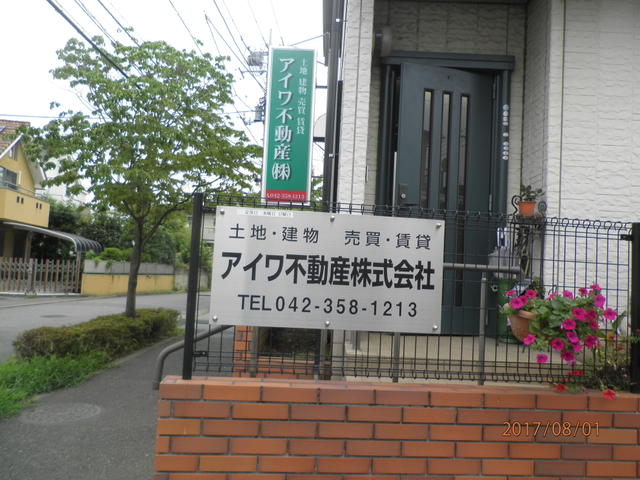 土地 建物 売買 賃貸
アイワ不動産㈱
042-358-1213
土地・建物 売買・賃貸
アイワ不動産株式会社
TEL042-358-1213
2017/08/01